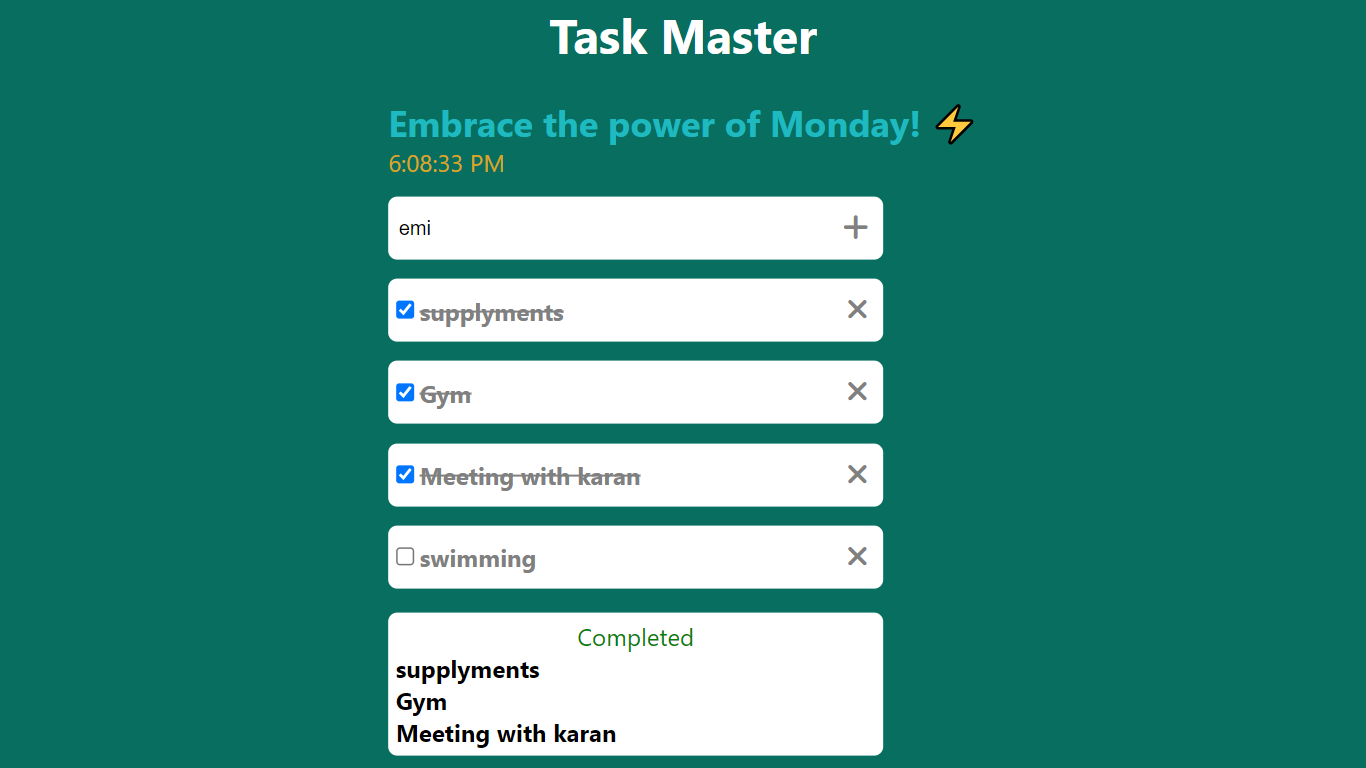 Task Master
Embrace the power of Monday! ⚡
6:08:33 PM
emi
supplyments
Gym
Meeting with karan
swimming
Completed
supplyments
Gym
Meeting with karan